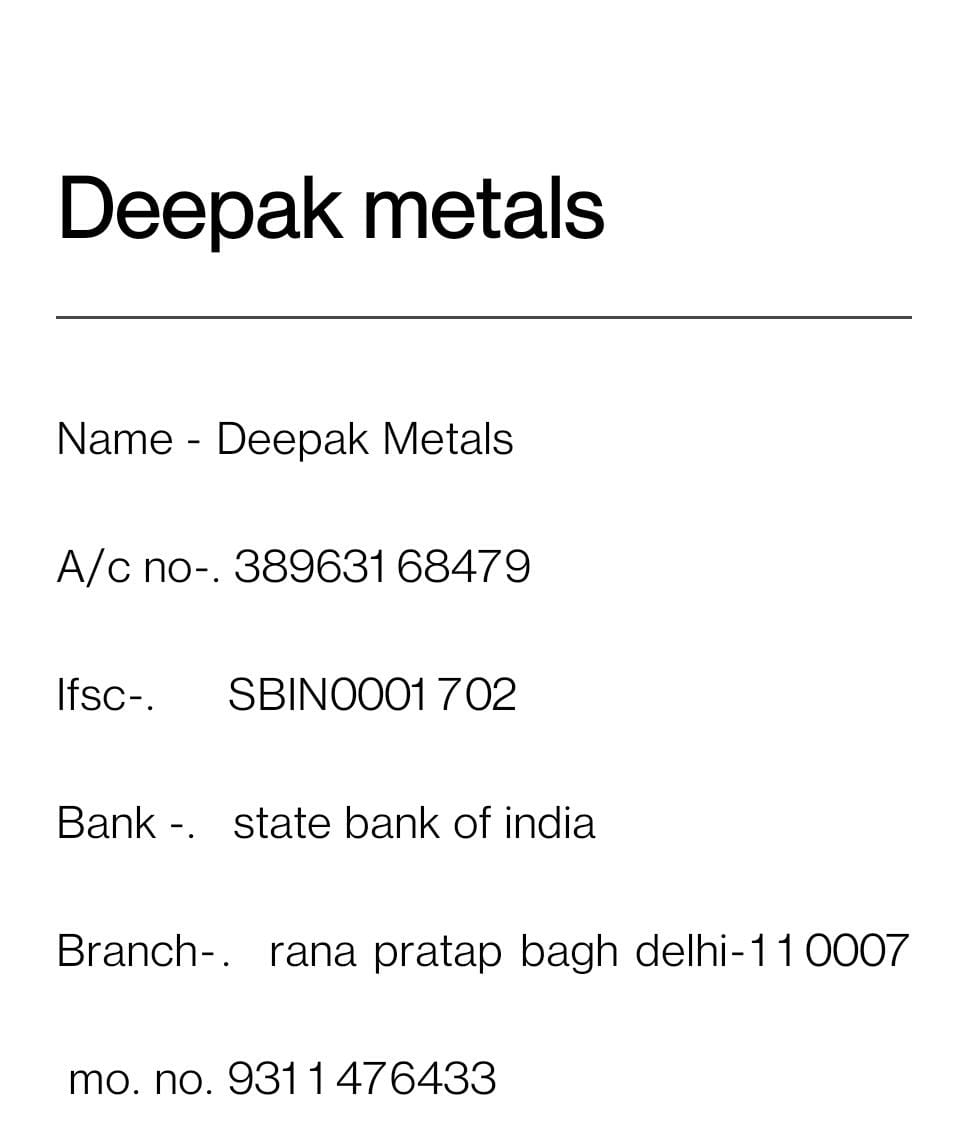 Deepak metals
Name - Deepak Metals
A/c no-. 38963168479
Ifsc-. SBIN0001702
Bank -. state bank of india
Branch-. rana pratap bagh delhi-110007
mo. no. 9311476433